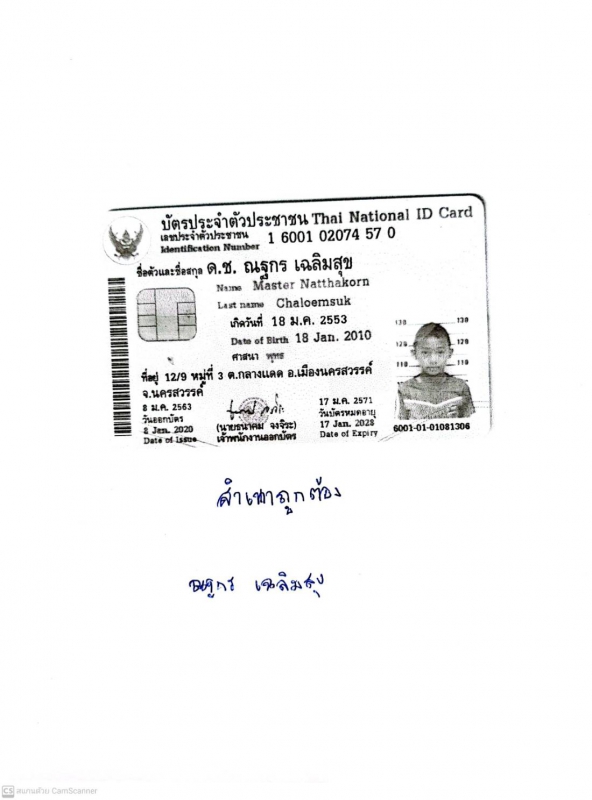 บัตรประจำตัวประชาชน Thai National ID Card
เลขประจำตัวประชาชน 1 6001 02074 57 0
Identification Number
ชื่อตัวและชื่อสกุล ด.ช. ณฐกร เฉลิมสุข
Name Master Natthakorn
Last name Chaloemsuk
เกิดวันที่ 18 ม.ค. 2553
Date of Birth 18 Jan. 2010
ศาสนา พุทธ
ที่อยู่ 12/9 หมู่ที่ 3 ต.กลางแดด อ.เมืองนครสวรรค์
จ.นครสวรรค์
8 ม.ค. 2563
วันออกบัตร
8 Jan. 2020
Date of Issue
(นายธนาคม จงจิระ)
เจ้าพนักงานออกบัตร
17 ม.ค. 2571
วันบัตรหมดอายุ
17 Jan. 2028
Date of Expiry
130 130
120 120
110 110
6001-01-01081306
สำเนาถูกต้อง
ณฐกร เฉลิมสุข
CS สแกนด้วย CamScanner